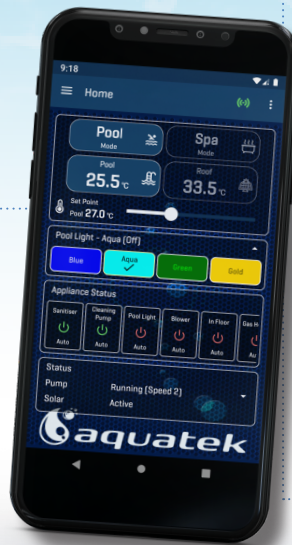 9:18
Home
Pool
Mode
Spa
Mode
Pool
25.5 °C
Roof
33.5 °C
Set Point
Pool 27.0 °C
Pool Light - Aqua (Off)
Blue
Aqua
Green
Gold
Appliance Status
Sanitiser
Auto
Cleaning
Pump
Auto
Pool Light
Auto
Blower
Auto
In Floor
Auto
Gas H
Au
Status
Pump Running (Speed 2)
Solar Active
aquatek